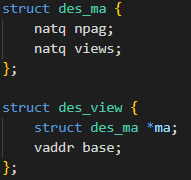 struct des_ma {
    natq npag;
    natq views;
};

struct des_view {
    struct des_ma *ma;
    vaddr base;
};